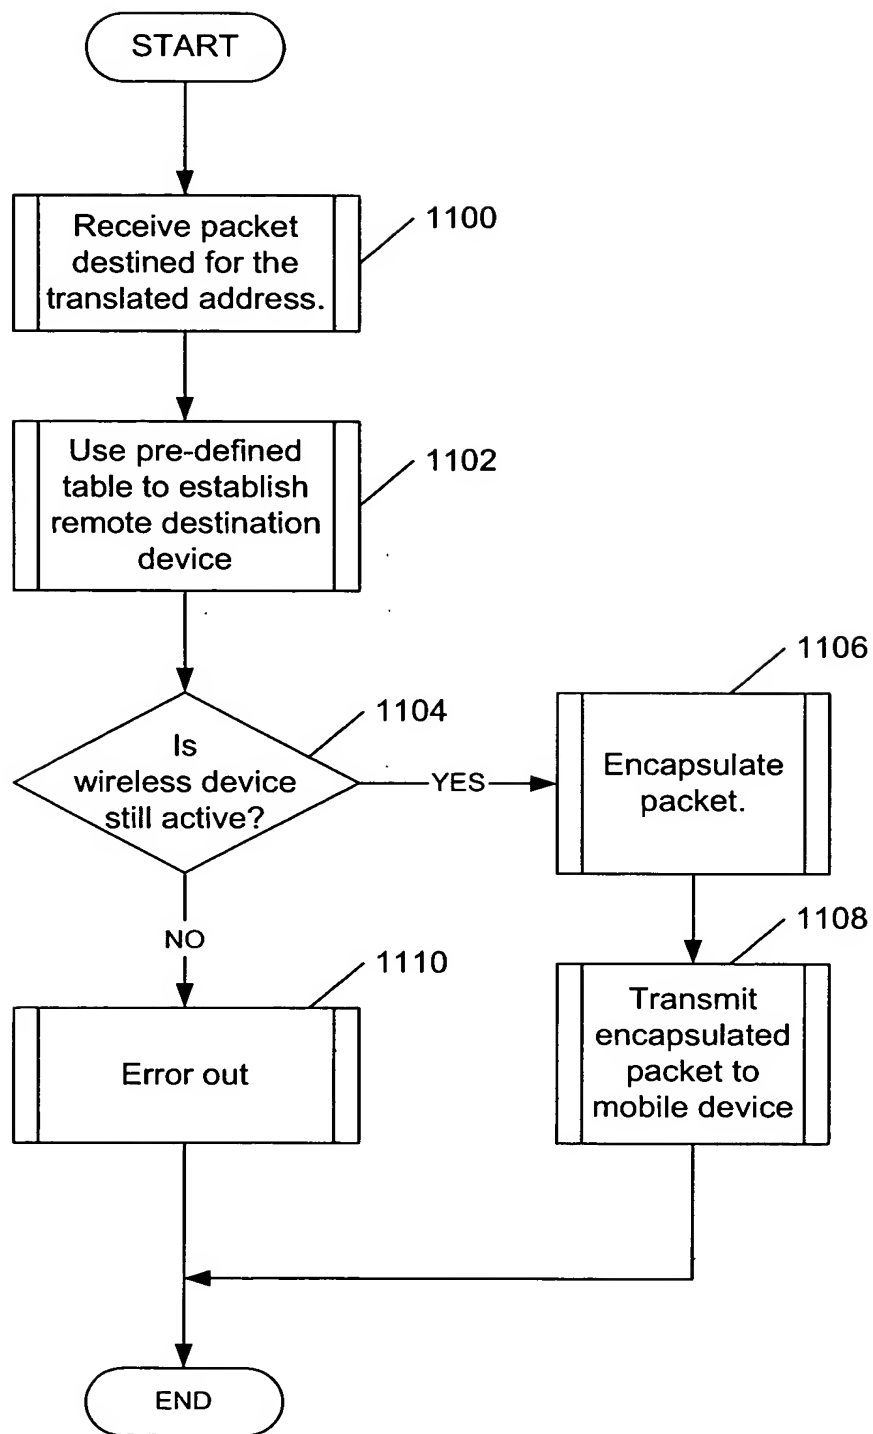 START
Receive packet
destined for the
translated address.
1100
Use pre-defined
table to establish
remote destination
device
1102
Is
wireless device
still active?
1104
YES
Encapsulate
packet.
1106
Transmit
encapsulated
packet to
mobile device
1108
NO
Error out
1110
END